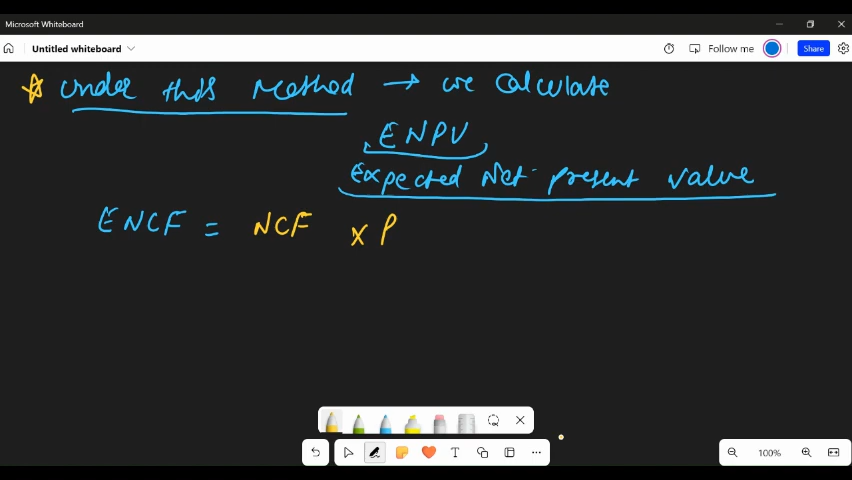 Microsoft Whiteboard
Untitled whiteboard
Follow me
Share
under this method → we calculate
ENPV
Expected Net present value
ENCF = NCF x P
100%